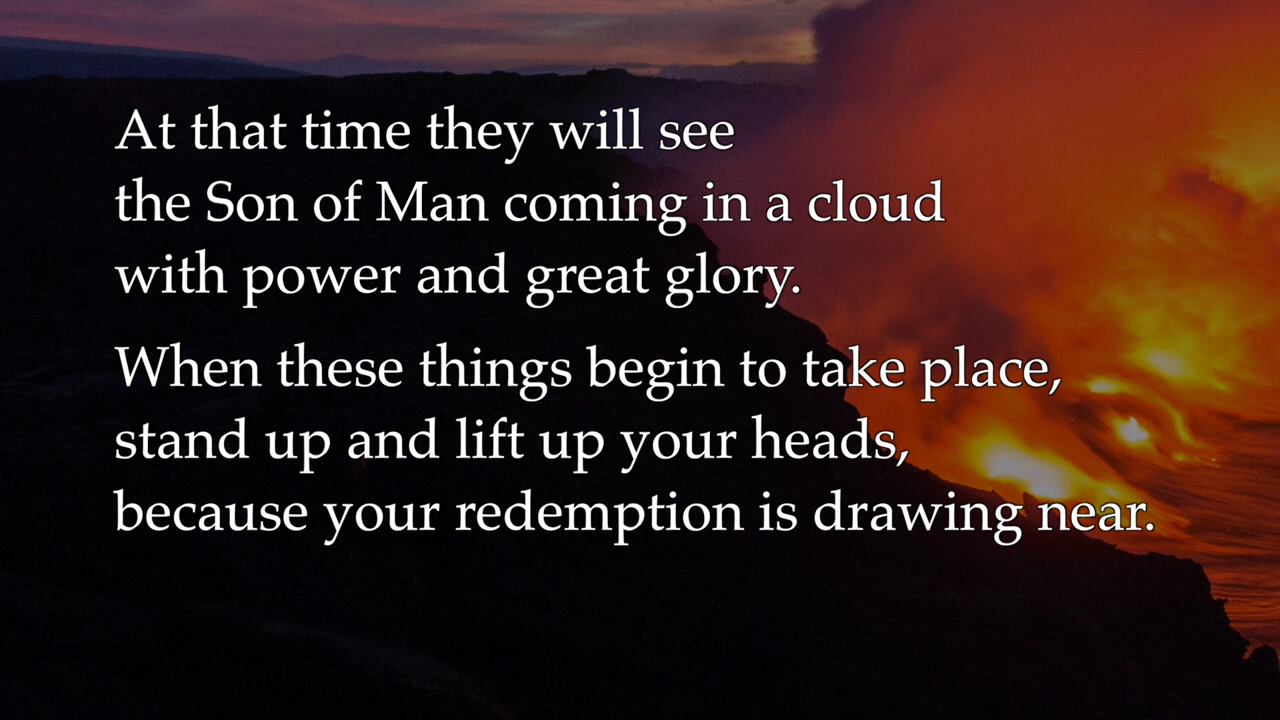 At that time they will see
the Son of Man coming in a cloud
with power and great glory.
When these things begin to take place,
stand up and lift up your heads,
because your redemption is drawing near.